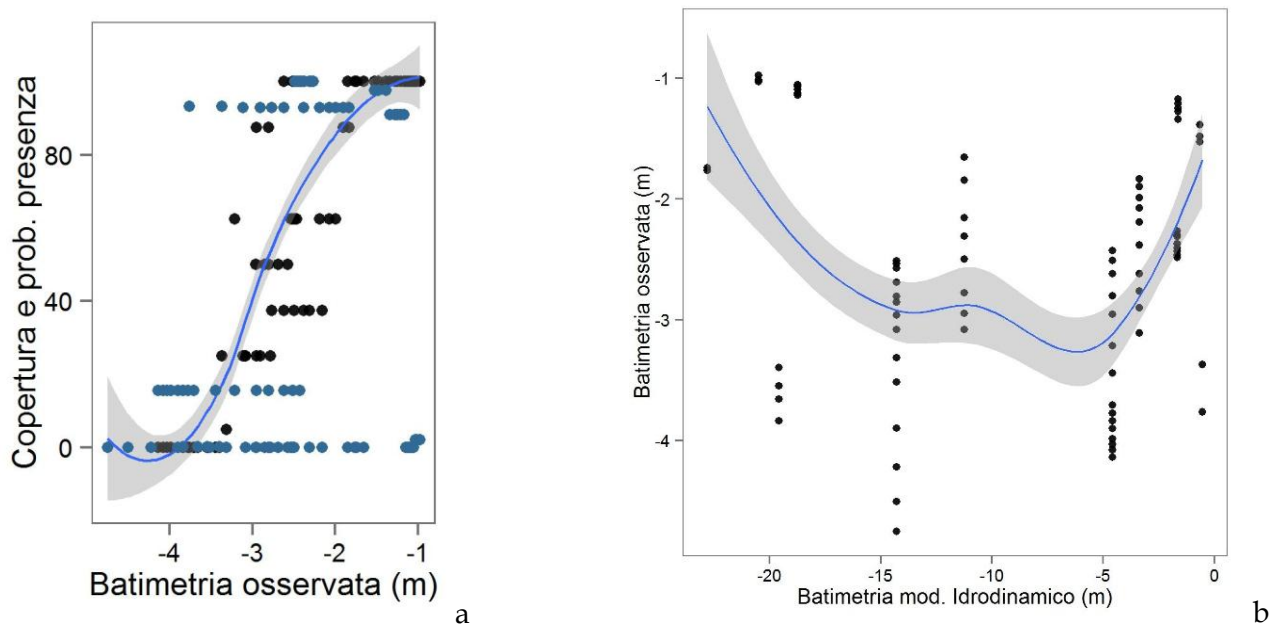 Copertura e prob. presenza
80
40
0
-4 -3 -2 -1
Batimetria osservata (m)
a
Batimetria osservata (m)
-1
-2
-3
-4
-20 -15 -10 -5 0
Batimetria mod. Idrodinamico (m)
b